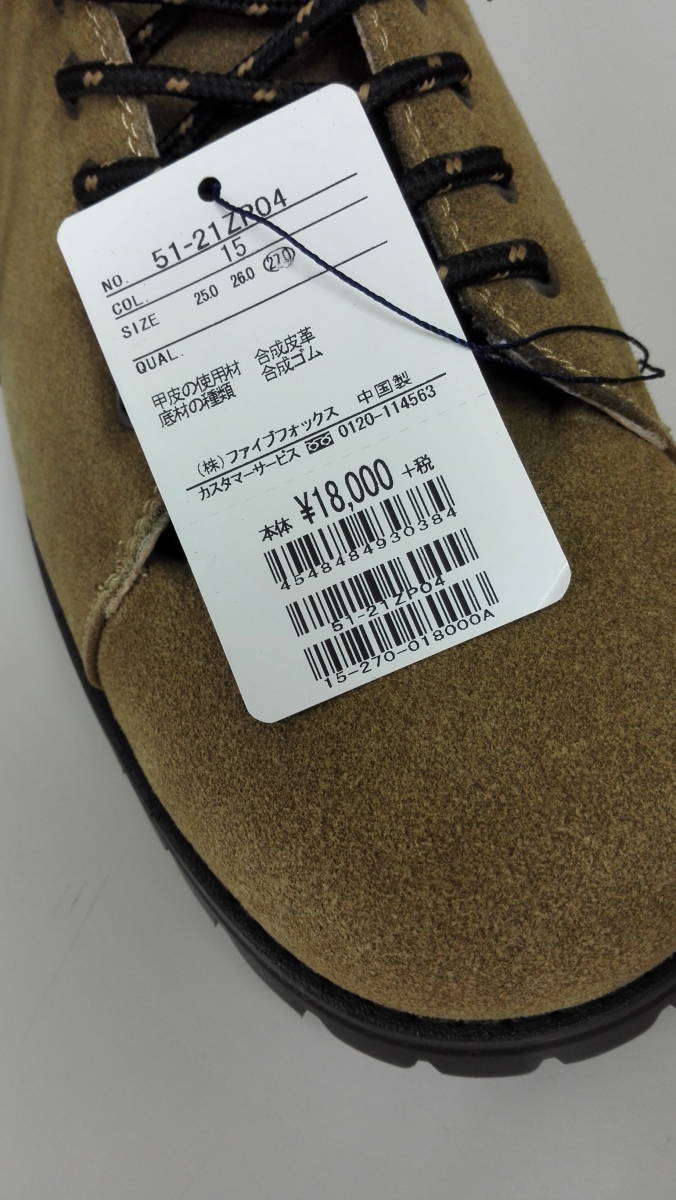 NO. 51-21ZP04
COL. 15
SIZE 25.0 26.0 27.0
QUAL.
甲皮の使用材 合成皮革
底材の種類 合成ゴム
(株)ファイブフォックス 中国製
カスタマーサービス 0120-114563
本体 ¥18,000 +税
4548484930384
51-21ZP04
15-270-018000A